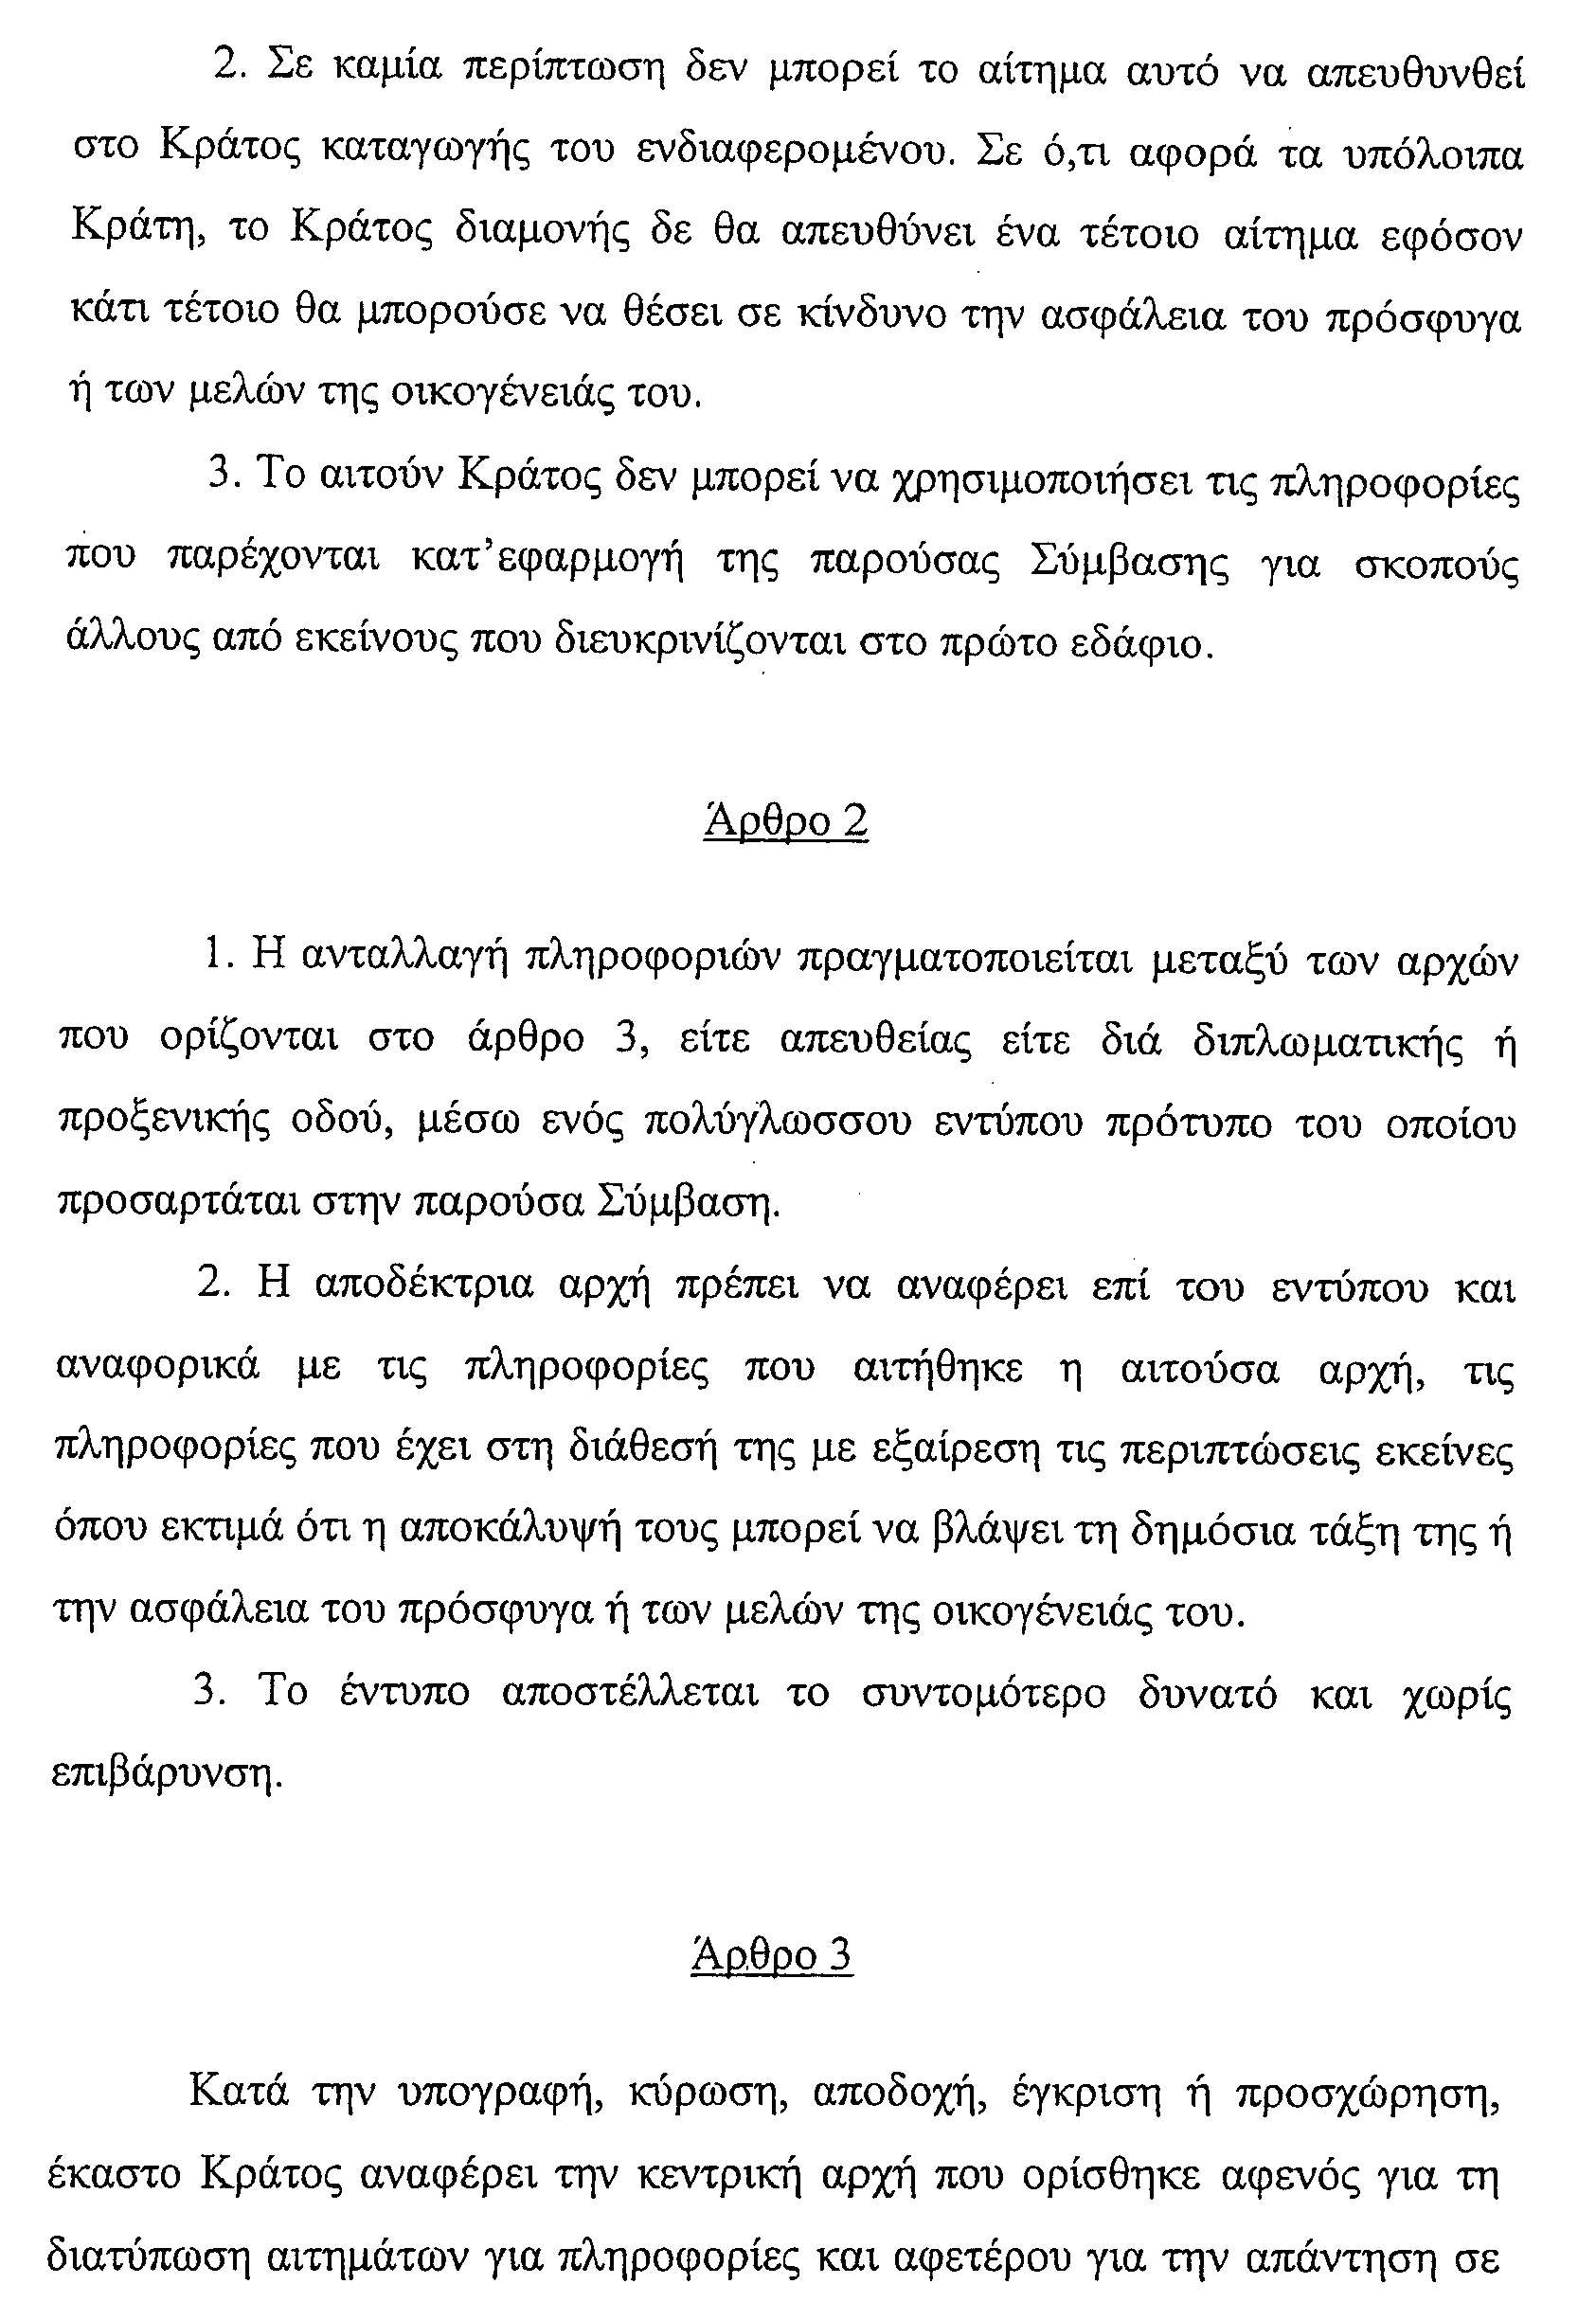 2. Σε καμία περίπτωση δεν μπορεί το αίτημα αυτό να απευθυνθεί
στο Κράτος καταγωγής του ενδιαφερομένου. Σε ό,τι αφορά τα υπόλοιπα
Κράτη, το Κράτος διαμονής δε θα απευθύνει ένα τέτοιο αίτημα εφόσον
κάτι τέτοιο θα μπορούσε να θέσει σε κίνδυνο την ασφάλεια του πρόσφυγα
ή των μελών της οικογένειάς του.
3. Το αιτούν Κράτος δεν μπορεί να χρησιμοποιήσει τις πληροφορίες
που παρέχονται κατ’εφαρμογή της παρούσας Σύμβασης για σκοπούς
άλλους από εκείνους που διευκρινίζονται στο πρώτο εδάφιο.
Άρθρο 2
1. Η ανταλλαγή πληροφοριών πραγματοποιείται μεταξύ των αρχών
που ορίζονται στο άρθρο 3, είτε απευθείας είτε διά διπλωματικής ή
προξενικής οδού, μέσω ενός πολύγλωσσου εντύπου πρότυπο του οποίου
προσαρτάται στην παρούσα Σύμβαση.
2. Η αποδέκτρια αρχή πρέπει να αναφέρει επί του εντύπου και
αναφορικά με τις πληροφορίες που αιτήθηκε η αιτούσα αρχή, τις
πληροφορίες που έχει στη διάθεσή της με εξαίρεση τις περιπτώσεις εκείνες
όπου εκτιμά ότι η αποκάλυψή τους μπορεί να βλάψει τη δημόσια τάξη της ή
την ασφάλεια του πρόσφυγα ή των μελών της οικογένειάς του.
3. Το έντυπο αποστέλλεται το συντομότερο δυνατό και χωρίς
επιβάρυνση.
Άρθρο 3
Κατά την υπογραφή, κύρωση, αποδοχή, έγκριση ή προσχώρηση,
έκαστο Κράτος αναφέρει την κεντρική αρχή που ορίσθηκε αφενός για τη
διατύπωση αιτημάτων για πληροφορίες και αφετέρου για την απάντηση σε